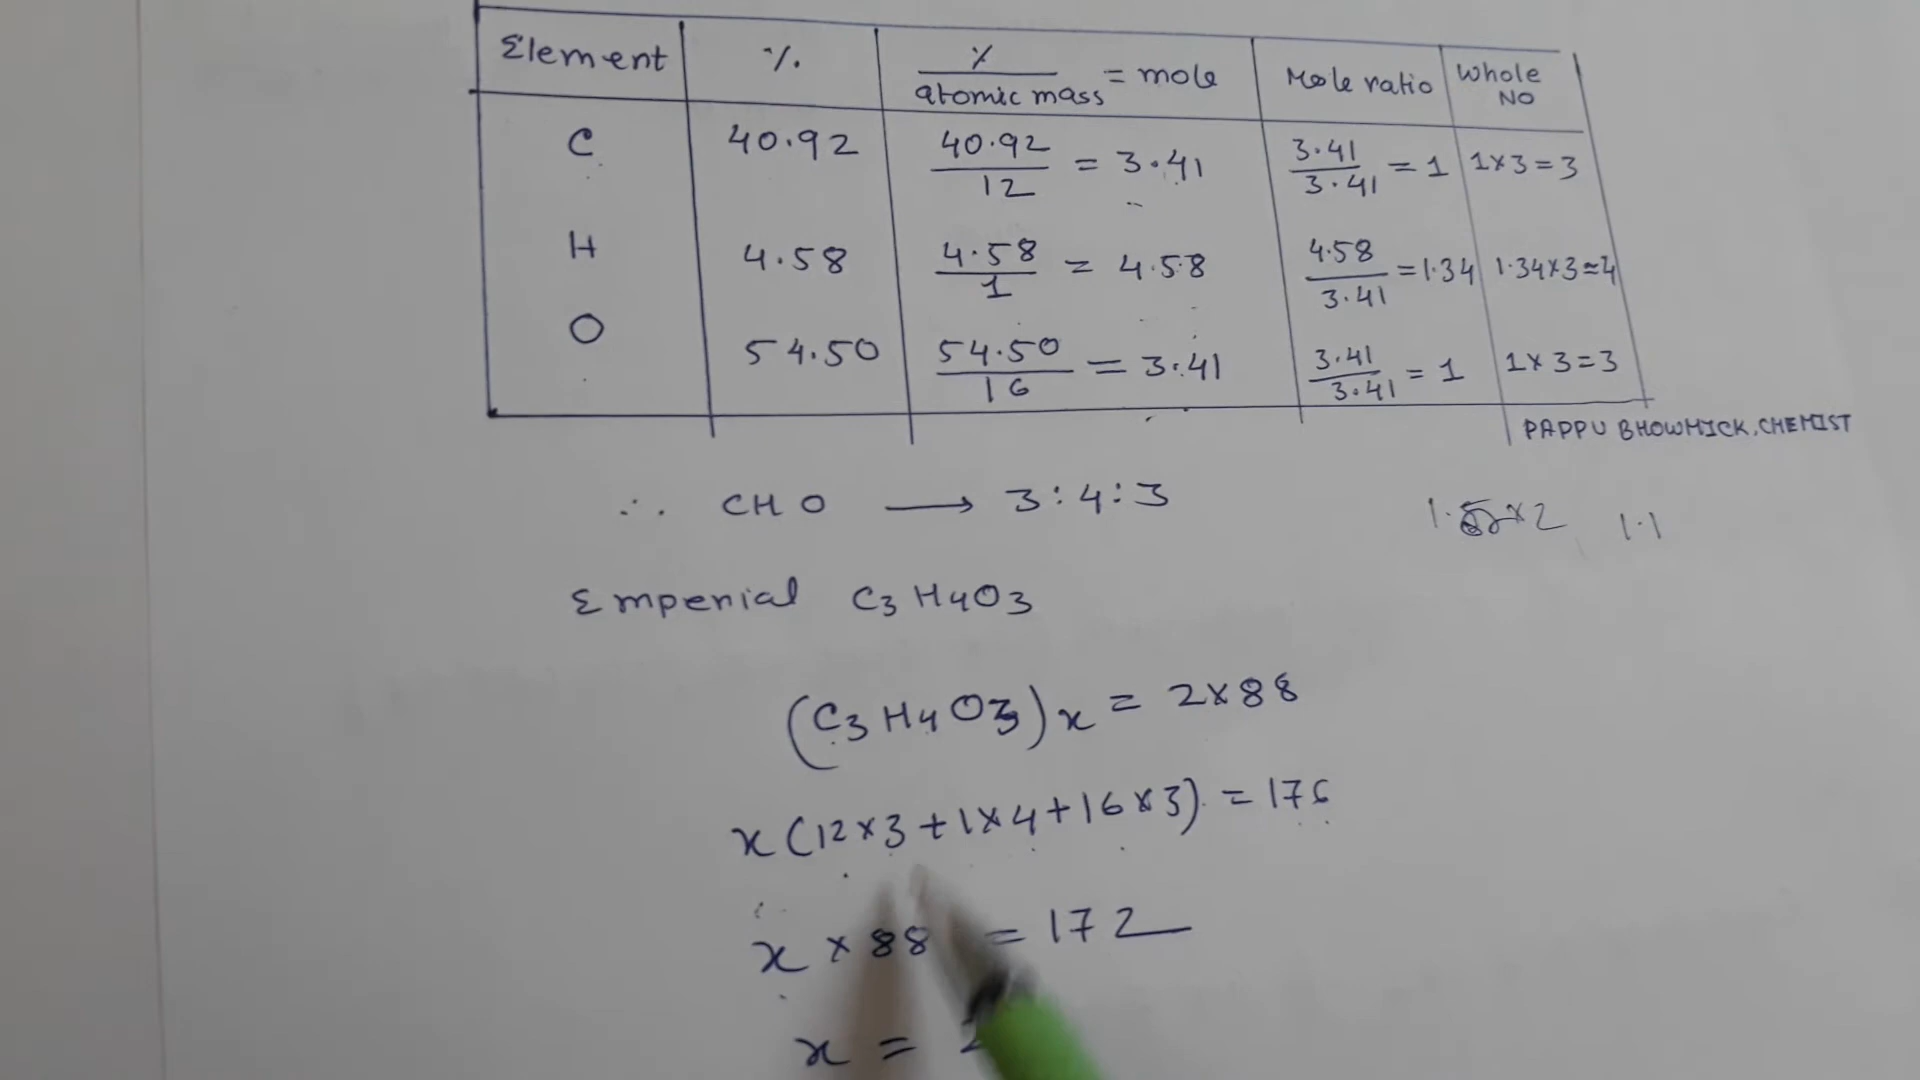 Element % %/atomic mass = mole Mole ratio Whole NO
C 40.92 40.92/12 = 3.41 3.41/3.41 = 1 1×3=3
H 4.58 4.58/1 = 4.58 4.58/3.41 =1.34 1.34×3≈4
O 54.50 54.50/16 = 3.41 3.41/3.41 = 1 1×3=3
PAPPU BHOWMICK, CHEMIST
∴ CHO ⟶ 3:4:3
×2 1.1
Emperial C3H4O3
(C3H4O3)x = 2×88
x(12×3+1×4+16×3) = 176
x × 88 = 172
x =